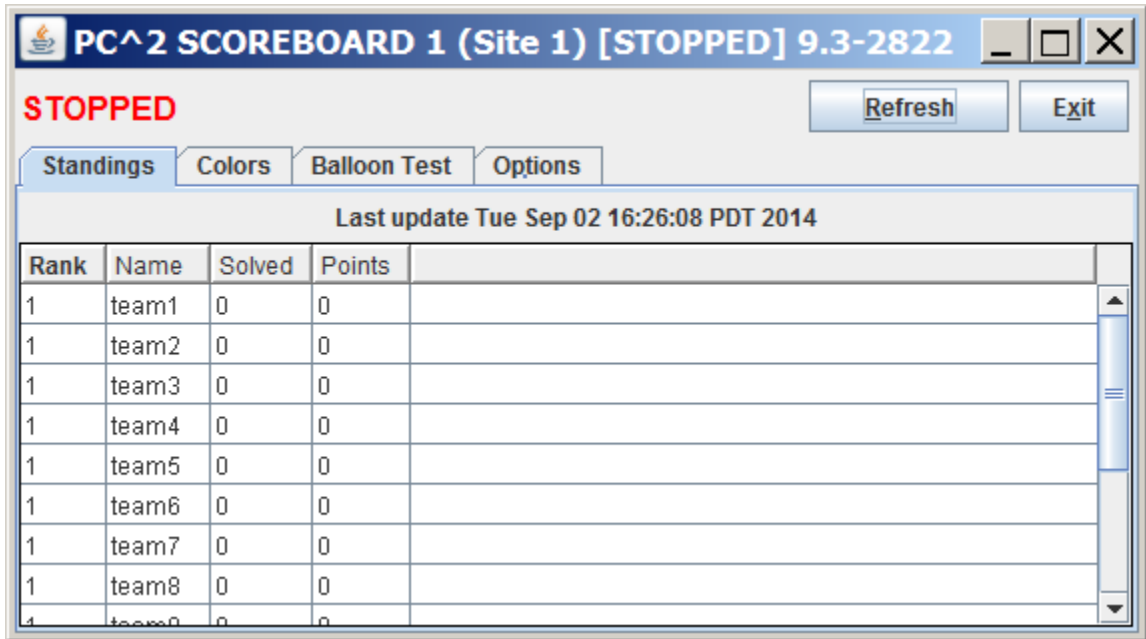 PC^2 SCOREBOARD 1 (Site 1) [STOPPED] 9.3-2822
STOPPED Refresh Exit
Standings Colors Balloon Test Options
Last update Tue Sep 02 16:26:08 PDT 2014
Rank Name Solved Points
1 team1 0 0
1 team2 0 0
1 team3 0 0
1 team4 0 0
1 team5 0 0
1 team6 0 0
1 team7 0 0
1 team8 0 0